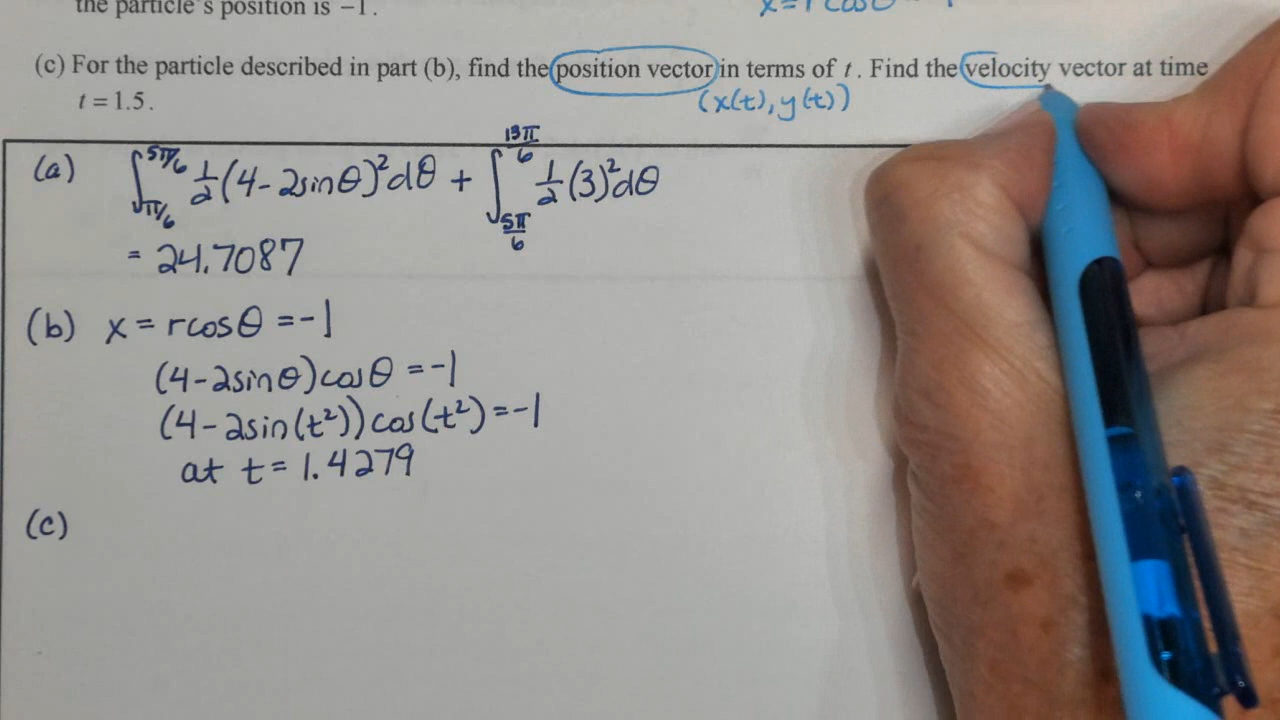 the particle's position is −1.
x = r cosθ
(c) For the particle described in part (b), find the position vector in terms of t. Find the velocity vector at time
t = 1.5.
(x(t), y(t))
(a) ∫_{π/6}^{5π/6} 1/2 (4-2sinθ)²dθ + ∫_{5π/6}^{13π/6} 1/2 (3)²dθ
= 24.7087
(b) x = rcosθ = -1
(4-2sinθ)cosθ = -1
(4-2sin(t²))cos(t²) = -1
at t = 1.4279
(c)